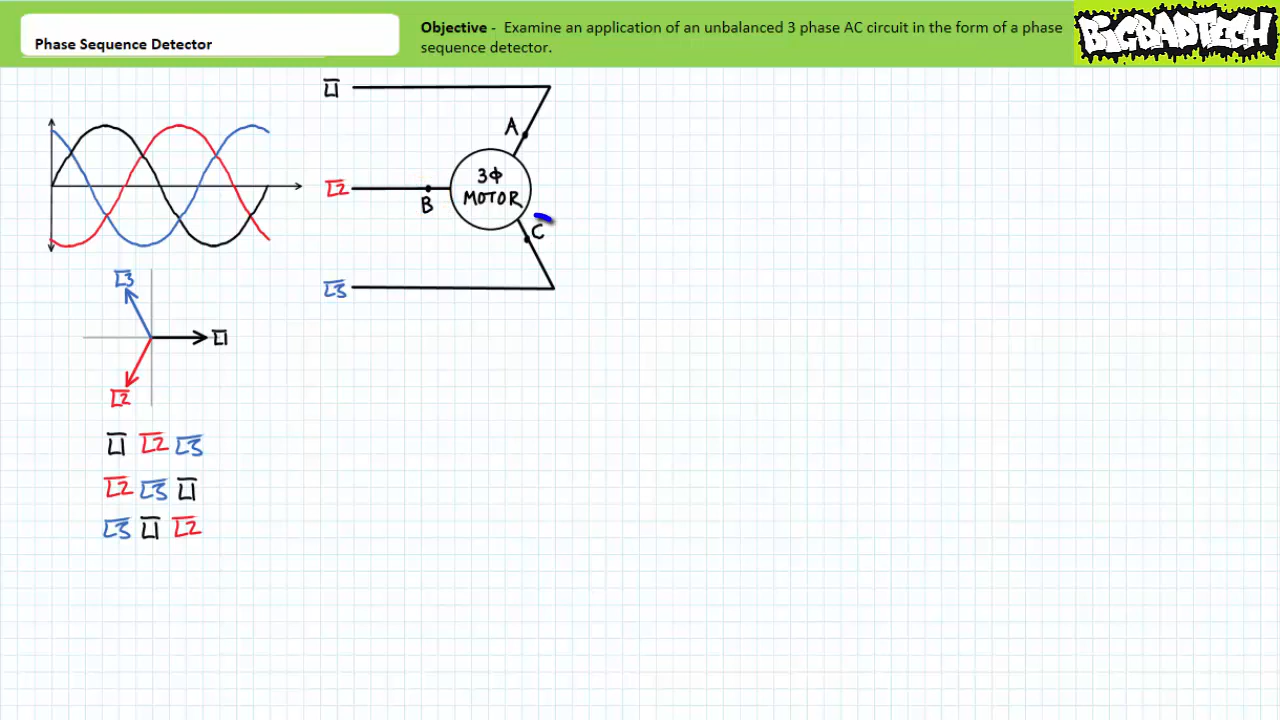 Phase Sequence Detector
Objective - Examine an application of an unbalanced 3 phase AC circuit in the form of a phase
sequence detector.
BIGBADTECH
L1
A
3Φ
MOTOR
L2
B
C
L3
L3
L1
L2
L1 L2 L3
L2 L3 L1
L3 L1 L2